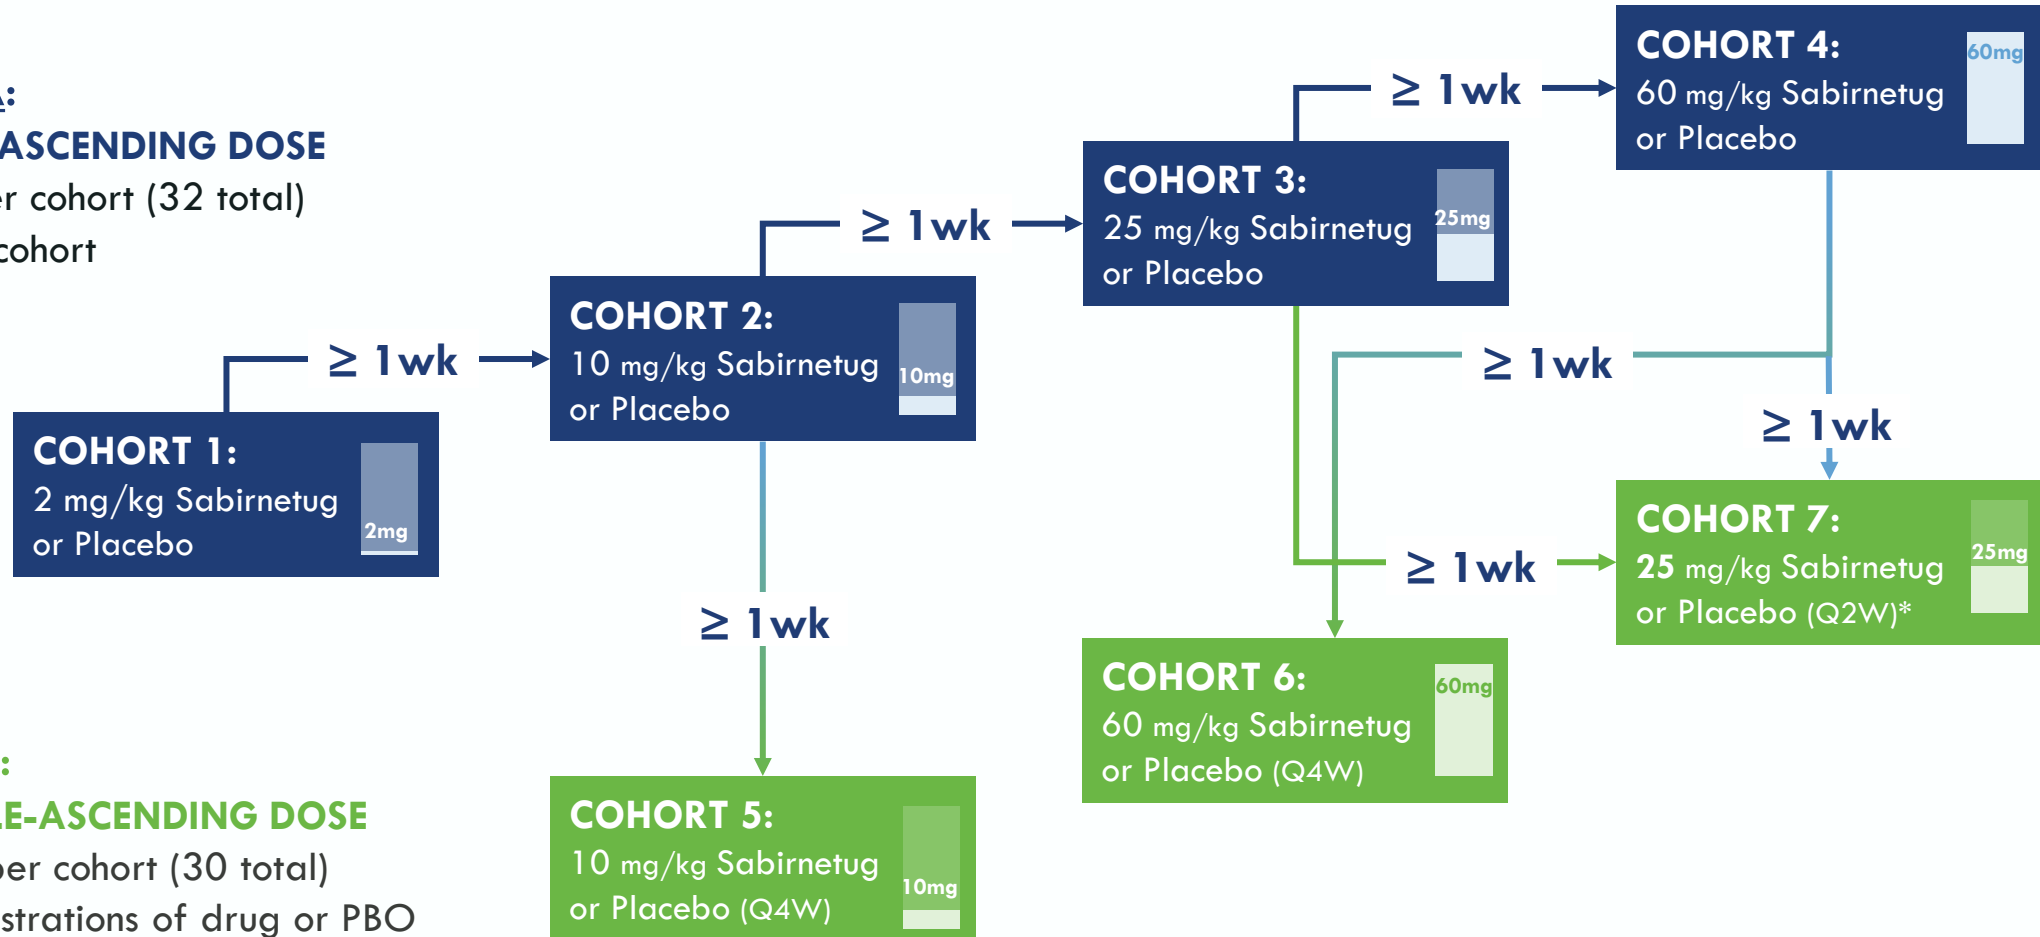 :
ASCENDING DOSE
cohort (32 total)
cohort
COHORT 1:
2 mg/kg Sabirnetug
or Placebo
2mg
≥ 1wk
COHORT 2:
10 mg/kg Sabirnetug
or Placebo
10mg
≥ 1wk
COHORT 3:
25 mg/kg Sabirnetug
or Placebo
25mg
≥ 1wk
COHORT 4:
60 mg/kg Sabirnetug
or Placebo
60mg
≥ 1wk
≥ 1wk
≥ 1wk
≥ 1wk
COHORT 7:
25 mg/kg Sabirnetug
or Placebo (Q2W)*
25mg
COHORT 6:
60 mg/kg Sabirnetug
or Placebo (Q4W)
60mg
COHORT 5:
10 mg/kg Sabirnetug
or Placebo (Q4W)
10mg
:
E-ASCENDING DOSE
per cohort (30 total)
strations of drug or PBO